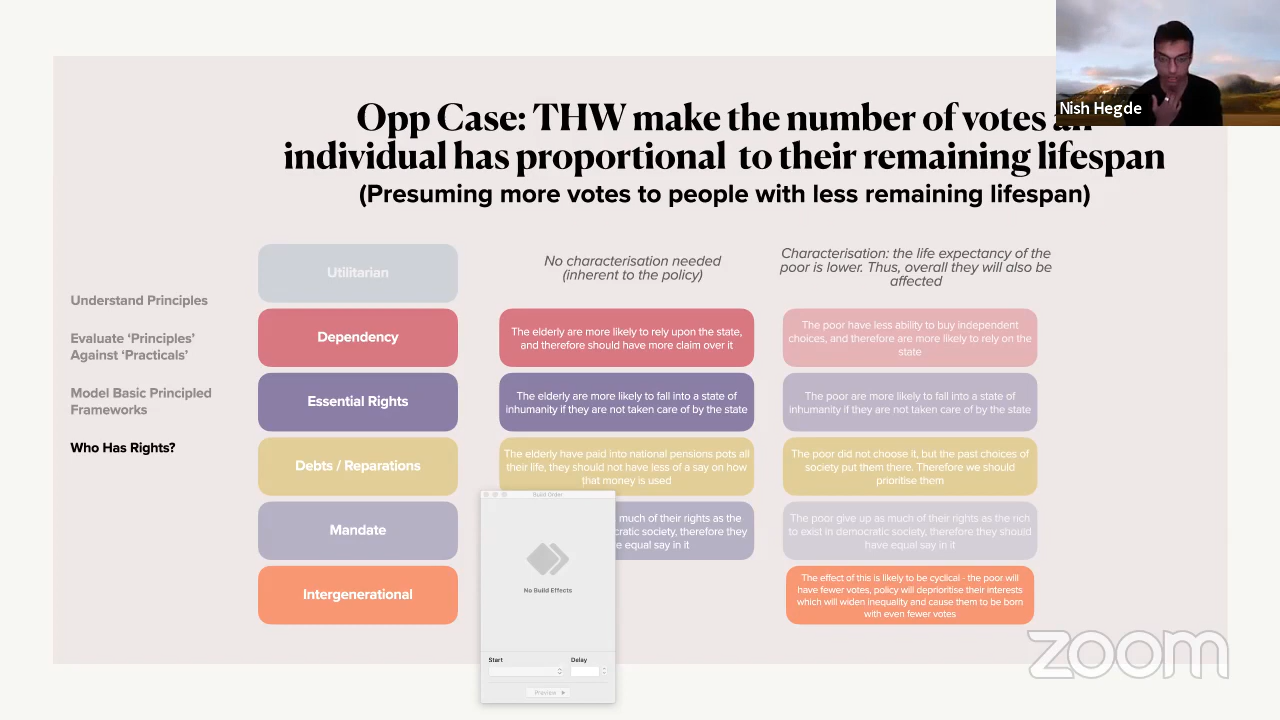 Nish Hegde
Opp Case: THW make the number of votes an
individual has proportional to their remaining lifespan
(Presuming more votes to people with less remaining lifespan)
Understand Principles
Evaluate ‘Principles’
Against ‘Practicals’
Model Basic Principled
Frameworks
Who Has Rights?
Utilitarian
No characterisation needed
(inherent to the policy)
Characterisation: the life expectancy of the
poor is lower. Thus, overall they will also be
affected
Dependency
The elderly are more likely to rely upon the state,
and therefore should have more claim over it
The poor have less ability to buy independent
choices, and therefore are more likely to rely on the
state
Essential Rights
The elderly are more likely to fall into a state of
inhumanity if they are not taken care of by the state
The poor are more likely to fall into a state of
inhumanity if they are not taken care of by the state
Debts / Reparations
The elderly have paid into national pensions pots all
their life, they should not have less of a say on how
that money is used
The poor did not choose it, but the past choices of
society put them there. Therefore we should
prioritise them
Mandate
much of their rights as the
cratic society, therefore they
e equal say in it
The poor give up as much of their rights as the rich
to exist in democratic society, therefore they should
have equal say in it
Intergenerational
The effect of this is likely to be cyclical - the poor will
have fewer votes, policy will deprioritise their interests
which will widen inequality and cause them to be born
with even fewer votes
Build Order
No Build Effects
Start
Delay
Preview
zoom